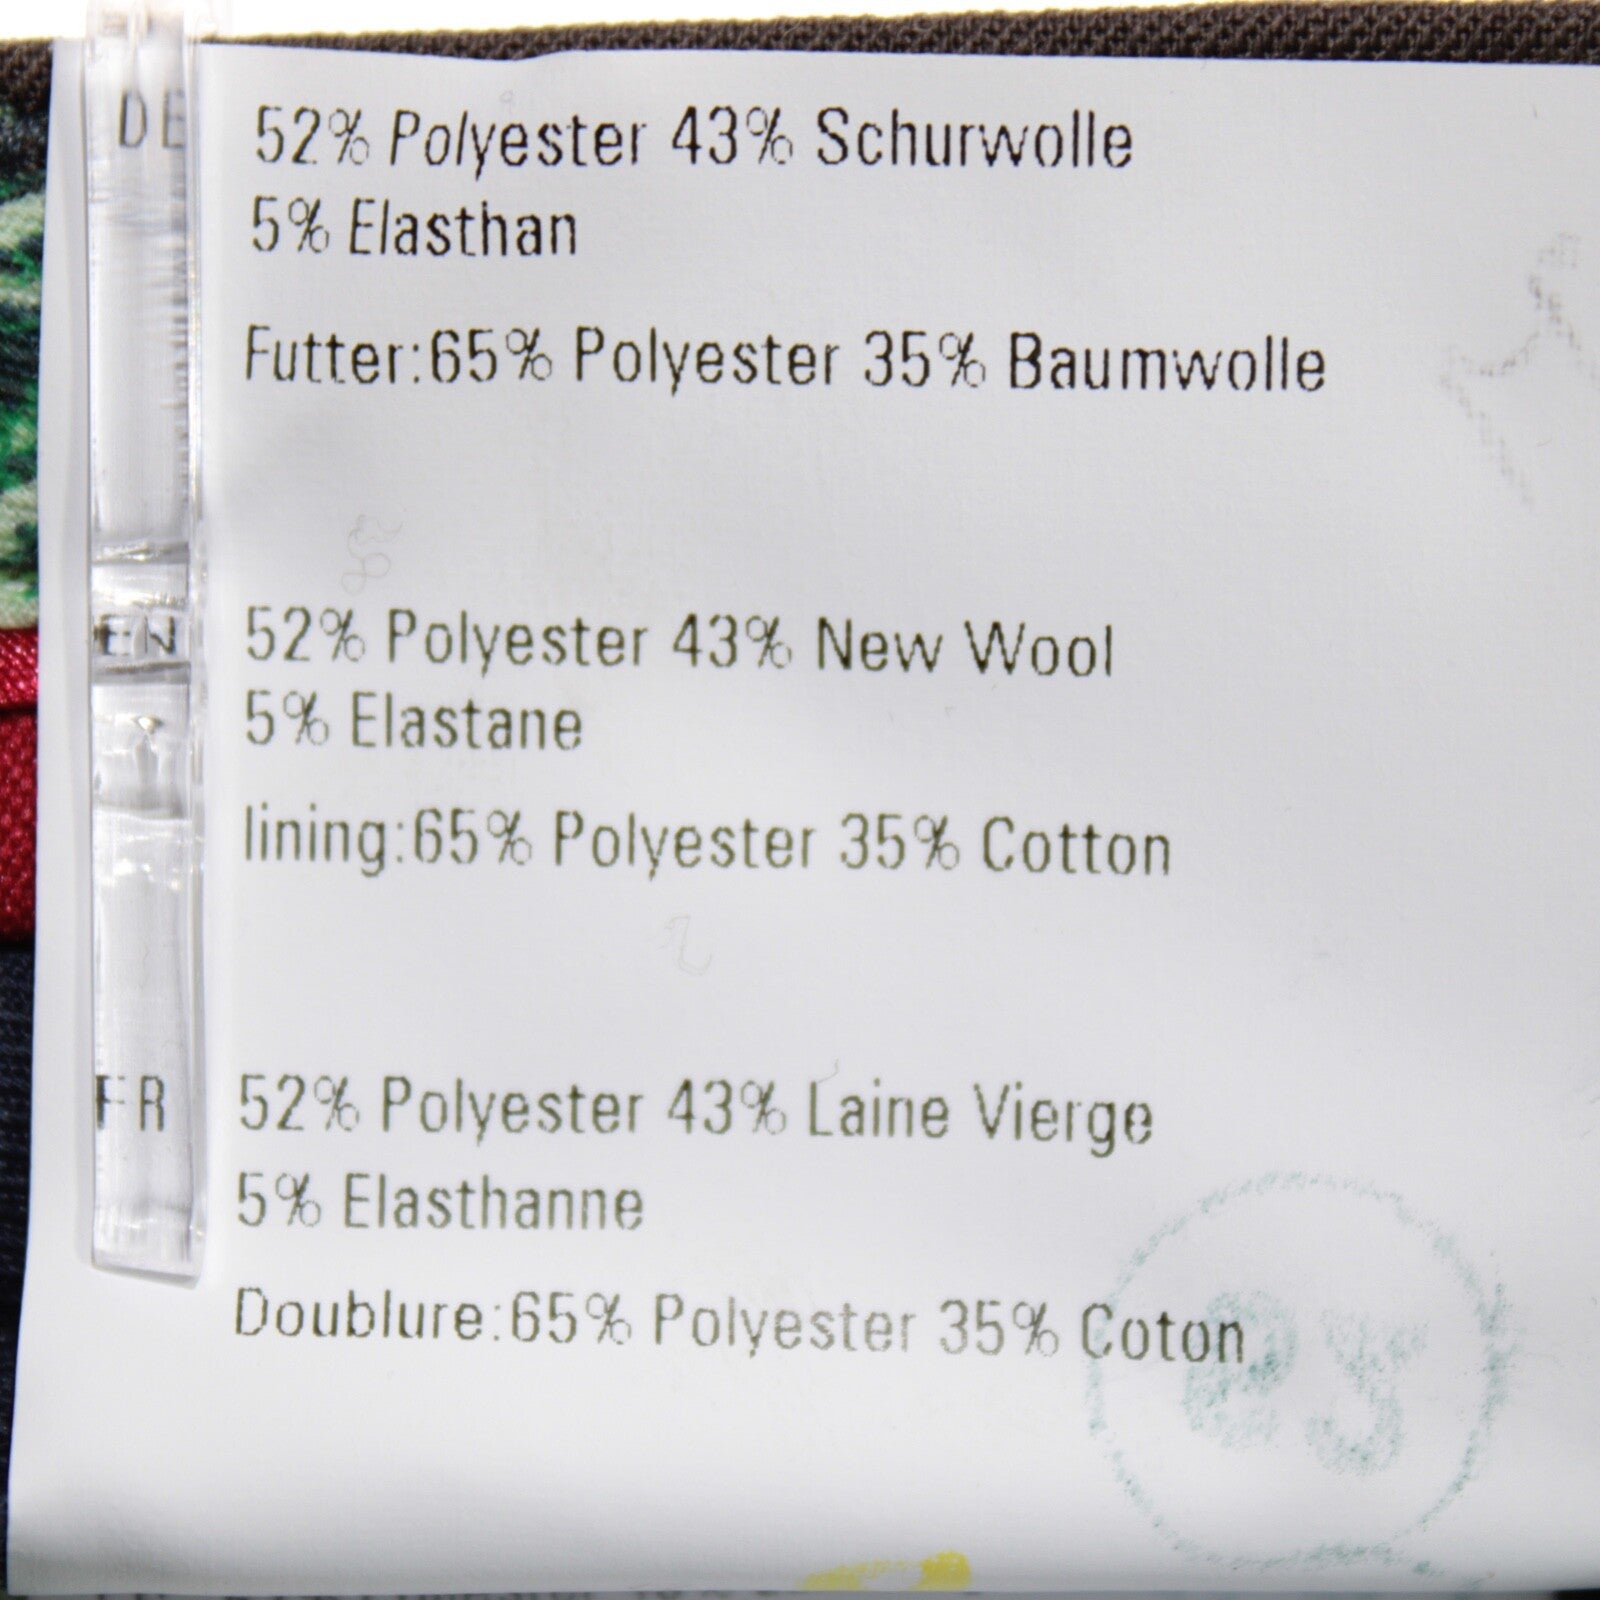 DE 52% Polyester 43% Schurwolle
5% Elasthan
Futter:65% Polyester 35% Baumwolle
EN 52% Polyester 43% New Wool
5% Elastane
lining:65% Polyester 35% Cotton
FR 52% Polyester 43% Laine Vierge
5% Elasthanne
Doublure:65% Polyester 35% Coton